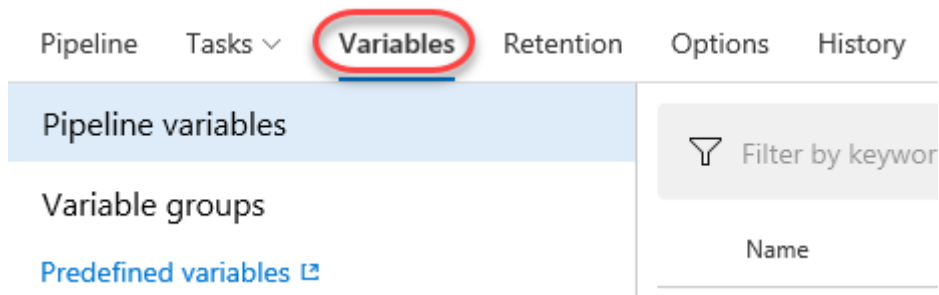 Pipeline Tasks Variables Retention Options History
Pipeline variables
Filter by keywor
Variable groups
Name
Predefined variables